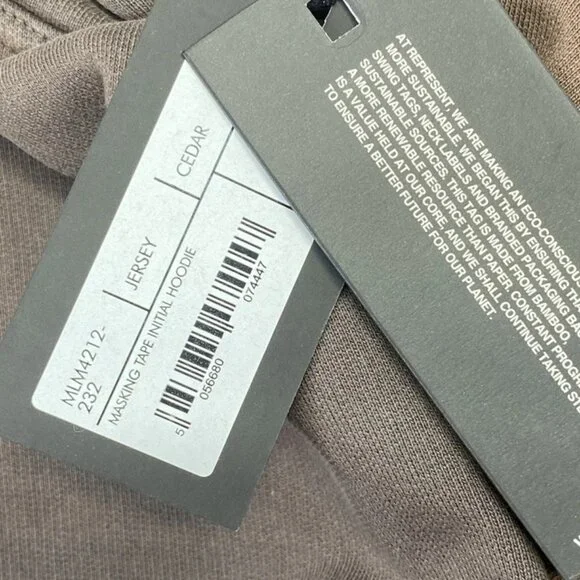 MLM4212-
232
JERSEY
CEDAR
MASKING TAPE INITIAL HOODIE
5
056680
074447
AT REPRESENT, WE ARE MAKING AN ECO-CONSCIOU
MORE SUSTAINABLE. WE BEGAN THIS BY ENSURING TH
SWING TAGS, NECK LABELS AND BRANDED PACKAGING
SUSTAINABLE SOURCES. THIS TAG IS MADE FROM BAMBOO,
A MORE RENEWABLE RESOURCE THAN PAPER. CONSTANT PROG
IS A VALUE HELD AT OUR CORE, AND WE SHALL CONTINUE TAKING ST
TO ENSURE A BETTER FUTURE FOR OUR PLANET.